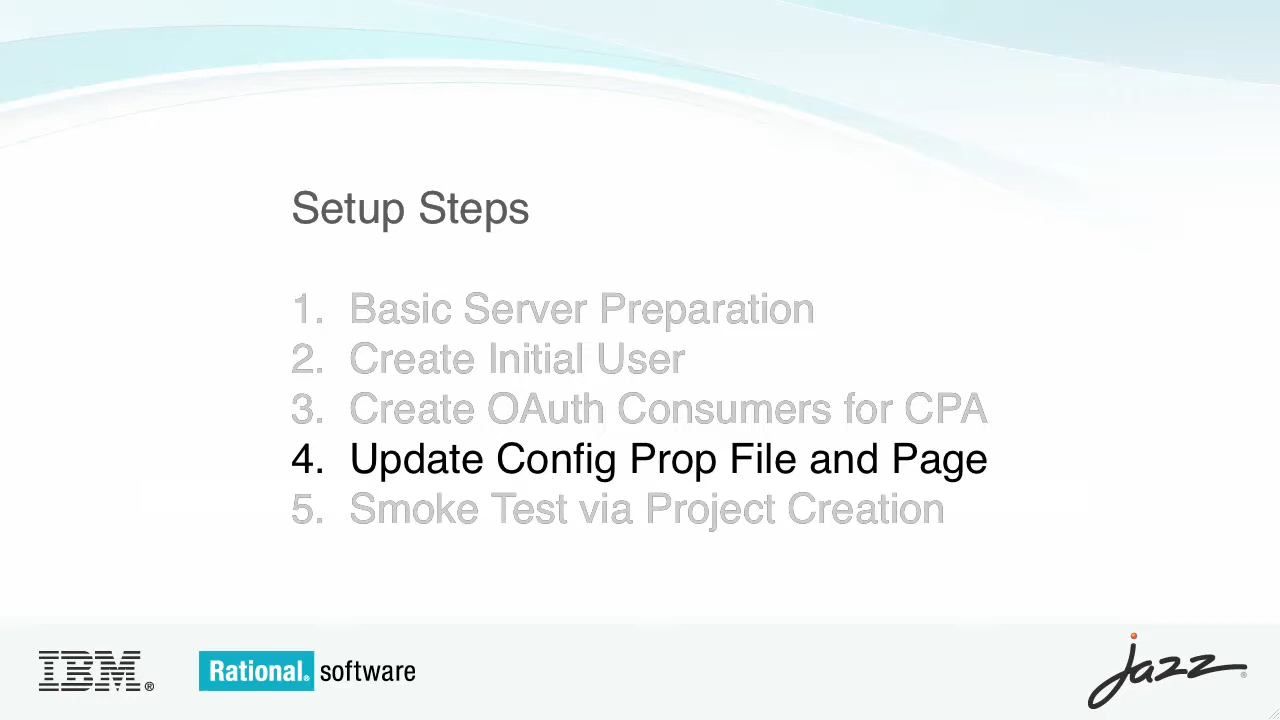 Setup Steps
1. Basic Server Preparation
2. Create Initial User
3. Create OAuth Consumers for CPA
4. Update Config Prop File and Page
5. Smoke Test via Project Creation
IBM® Rational® software jazz®